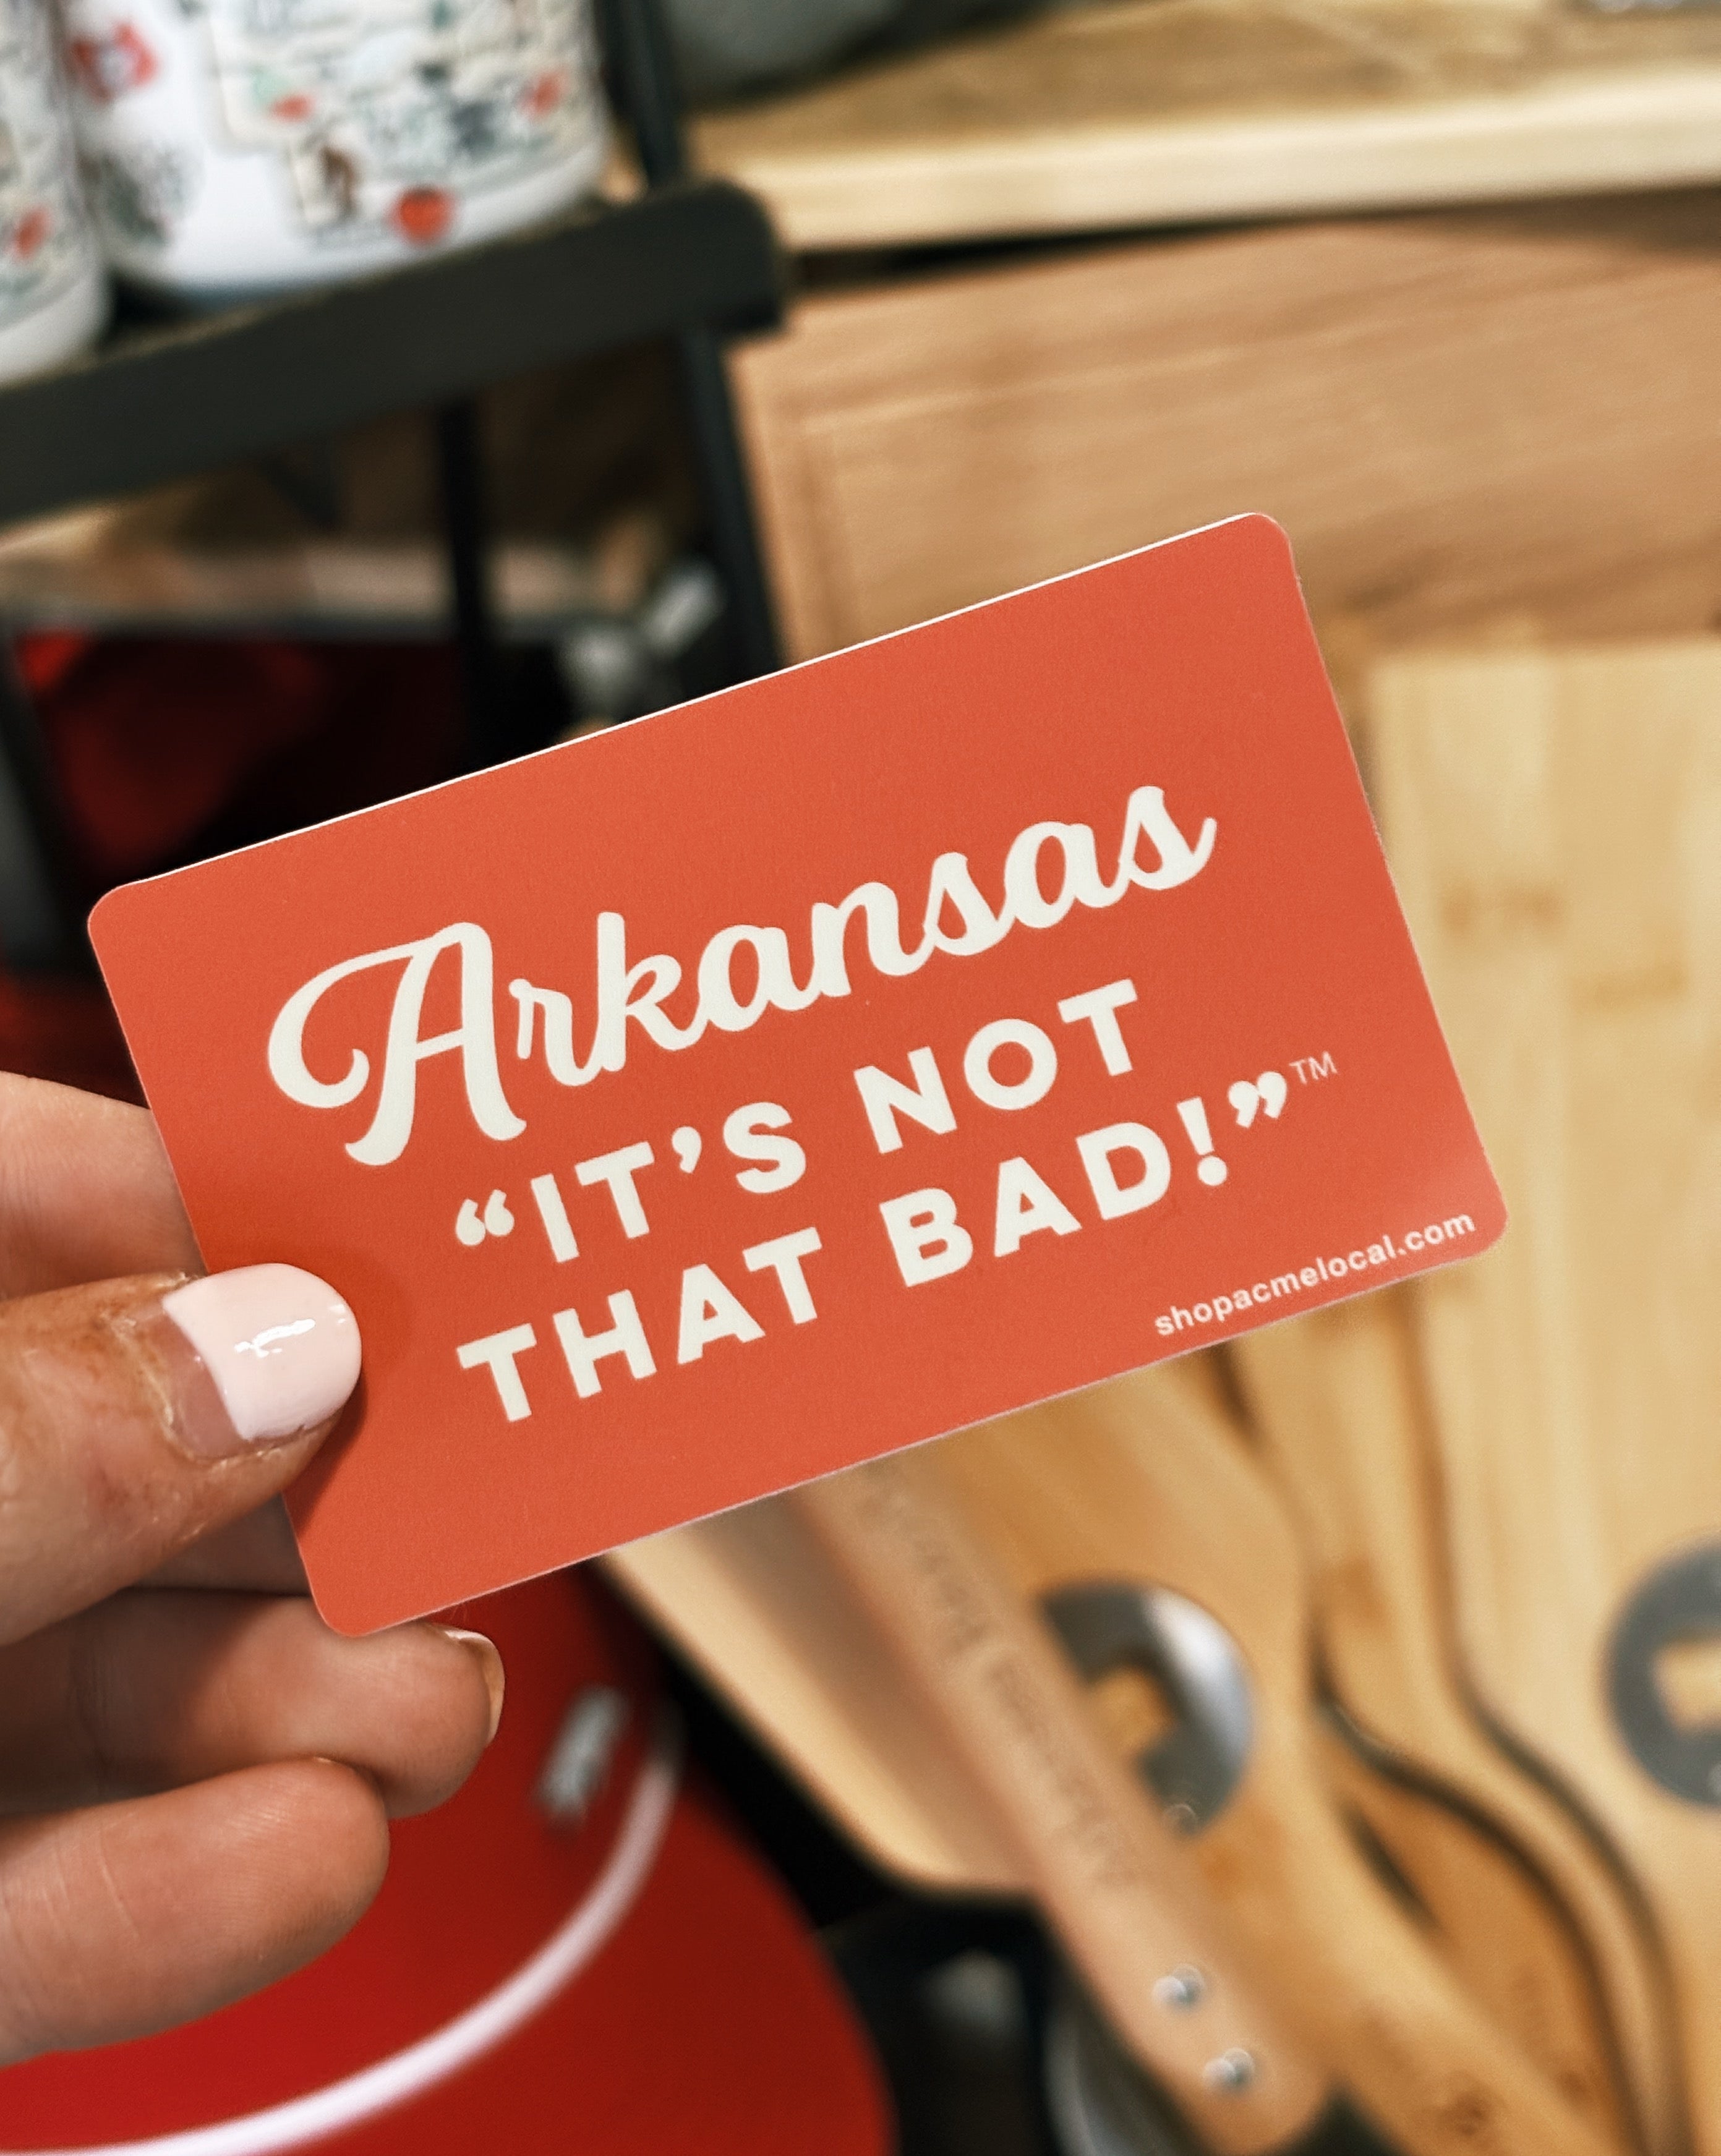 Arkansas
“IT’S NOT
THAT BAD!”™
shopacmelocal.com